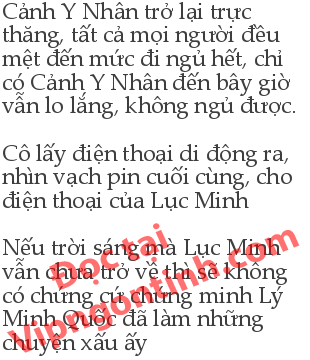 Cảnh Y Nhân trở lại trực
thăng, tất cả mọi người đều
mệt đến mức đi ngủ hết, chỉ
có Cảnh Y Nhân đến bây giờ
vẫn lo lắng, không ngủ được.
Cô lấy điện thoại di động ra,
nhìn vạch pin cuối cùng, cho
điện thoại của Lục Minh
Nếu trời sáng mà Lục Minh
vẫn chưa trở về thì sẽ không
có chứng cứ chứng minh Lý
Minh Quốc đã làm những
chuyện xấu ấy
Đọc tại
Vipngontinh.com